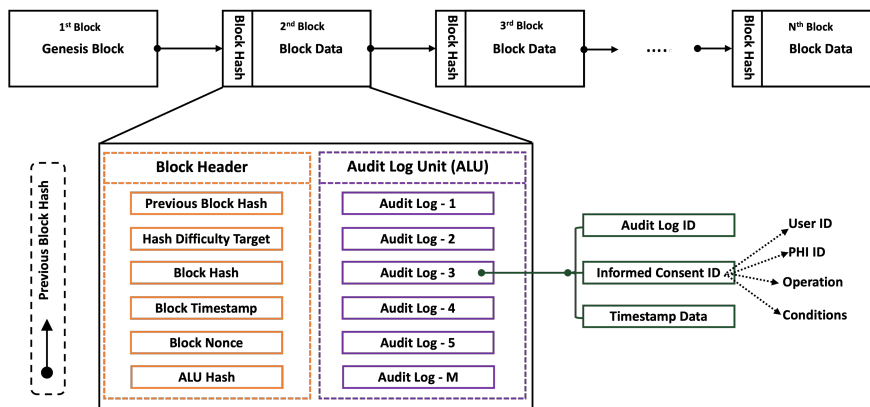 1st Block
Genesis Block
Block Hash
2nd Block
Block Data
Block Hash
3rd Block
Block Data
....
Block Hash
Nth Block
Block Data
Previous Block Hash
Block Header
Previous Block Hash
Hash Difficulty Target
Block Hash
Block Timestamp
Block Nonce
ALU Hash
Audit Log Unit (ALU)
Audit Log - 1
Audit Log - 2
Audit Log - 3
Audit Log - 4
Audit Log - 5
Audit Log - M
Audit Log ID
Informed Consent ID
Timestamp Data
User ID
PHI ID
Operation
Conditions